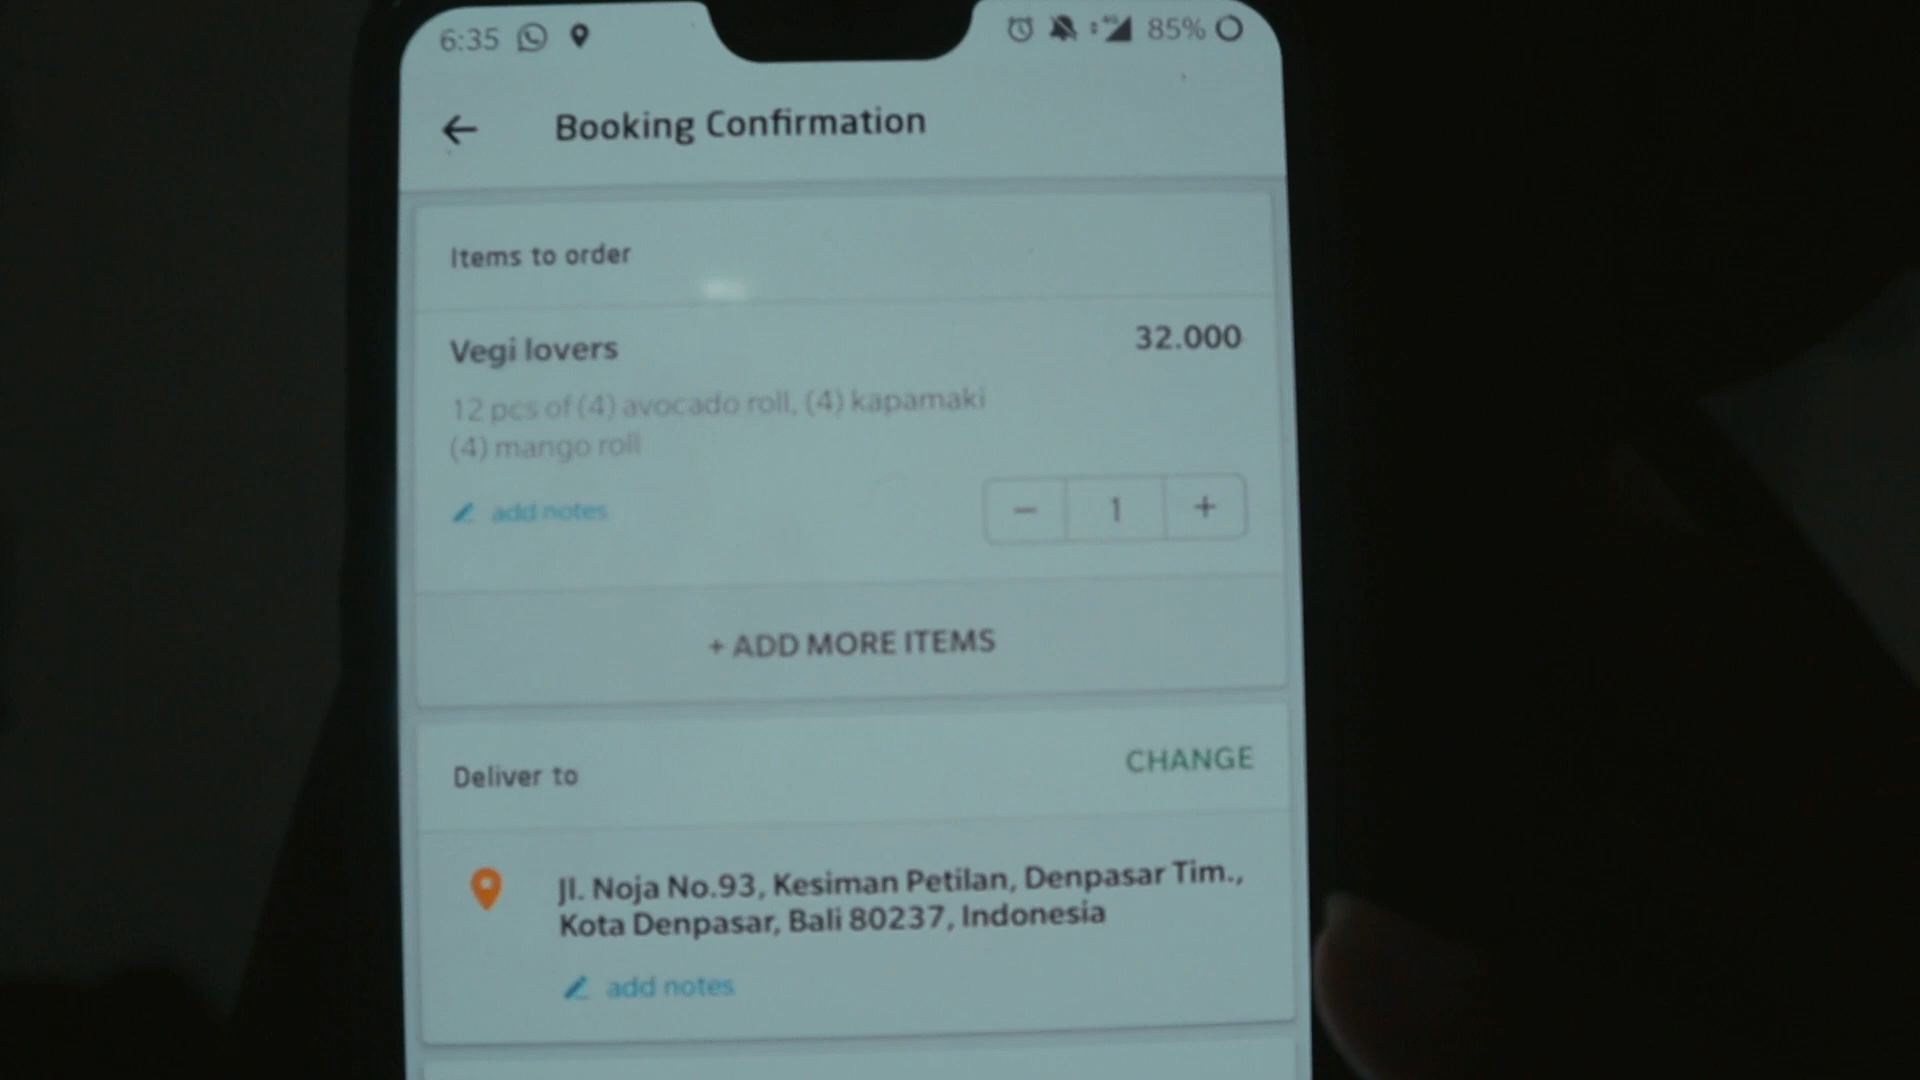 6:35
4G 85%
Booking Confirmation
Items to order
Vegi lovers 32.000
12 pcs of (4) avocado roll, (4) kapamaki
(4) mango roll
add notes
− 1 +
+ ADD MORE ITEMS
Deliver to CHANGE
Jl. Noja No.93, Kesiman Petilan, Denpasar Tim.,
Kota Denpasar, Bali 80237, Indonesia
add notes